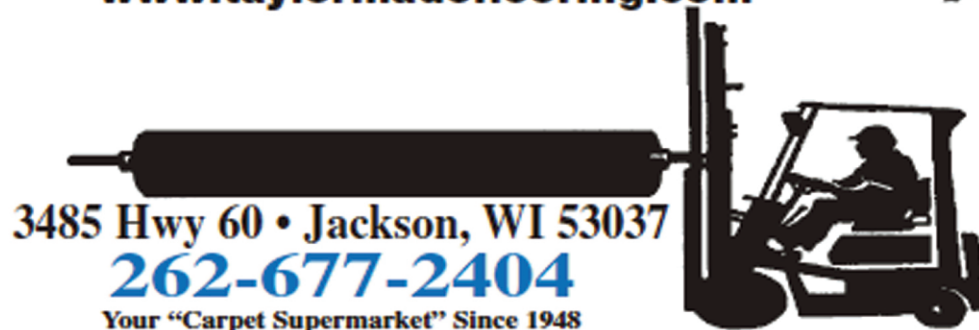 3485 Hwy 60 • Jackson, WI 53037
262-677-2404
Your “Carpet Supermarket” Since 1948